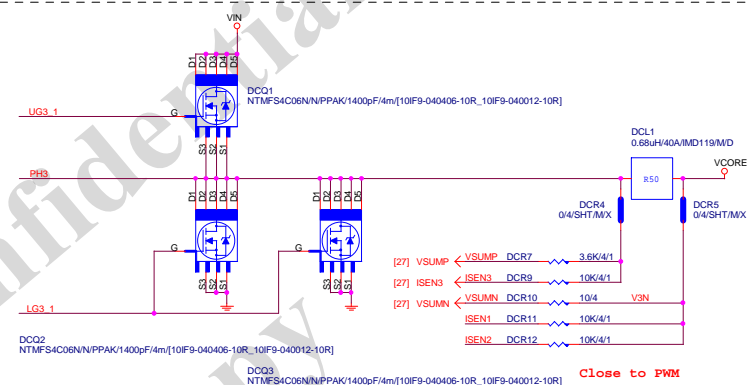 VIN
D1 D2 D3 D4 D5
DCQ1
NTMFS4C06N/N/PPAK/1400pF/4m/[10IF9-040406-10R_10IF9-040012-10R]
G
UG3_1
S3 S2 S1
DCL1
0.68uH/40A/IMD119/M/D
VCORE
PH3
R50
D1 D2 D3 D4 D5
D1 D2 D3 D4 D5
DCR4
0/4/SHT/M/X
DCR5
0/4/SHT/M/X
G
G
[27] VSUMP VSUMP DCR7 3.6K/4/1
[27] ISEN3 DCR9 10K/4/1
[27] VSUMN VSUMN DCR10 10/4 V3N
S3 S2 S1
S3 S2 S1
LG3_1
ISEN1 DCR11 10K/4/1
ISEN2 DCR12 10K/4/1
DCQ2
NTMFS4C06N/N/PPAK/1400pF/4m/[10IF9-040406-10R_10IF9-040012-10R]
DCQ3
NTMFS4C06N/N/PPAK/1400pF/4m/[10IF9-040406-10R_10IF9-040012-10R]
Close to PWM